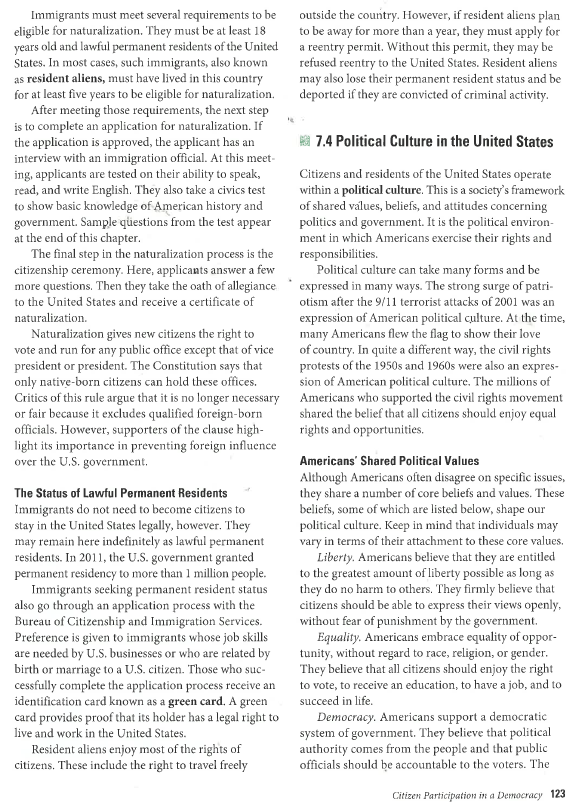 Immigrants must meet several requirements to be
eligible for naturalization. They must be at least 18
years old and lawful permanent residents of the United
States. In most cases, such immigrants, also known
as resident aliens, must have lived in this country
for at least five years to be eligible for naturalization.
After meeting those requirements, the next step
is to complete an application for naturalization. If
the application is approved, the applicant has an
interview with an immigration official. At this meet-
ing, applicants are tested on their ability to speak,
read, and write English. They also take a civics test
to show basic knowledge of American history and
government. Sample questions from the test appear
at the end of this chapter.
The final step in the naturalization process is the
citizenship ceremony. Here, applicants answer a few
more questions. Then they take the oath of allegiance
to the United States and receive a certificate of
naturalization.
Naturalization gives new citizens the right to
vote and run for any public office except that of vice
president or president. The Constitution says that
only native-born citizens can hold these offices.
Critics of this rule argue that it is no longer necessary
or fair because it excludes qualified foreign-born
officials. However, supporters of the clause high-
light its importance in preventing foreign influence
over the U.S. government.
The Status of Lawful Permanent Residents
Immigrants do not need to become citizens to
stay in the United States legally, however. They
may remain here indefinitely as lawful permanent
residents. In 2011, the U.S. government granted
permanent residency to more than 1 million people.
Immigrants seeking permanent resident status
also go through an application process with the
Bureau of Citizenship and Immigration Services.
Preference is given to immigrants whose job skills
are needed by U.S. businesses or who are related by
birth or marriage to a U.S. citizen. Those who suc-
cessfully complete the application process receive an
identification card known as a green card. A green
card provides proof that its holder has a legal right to
live and work in the United States.
Resident aliens enjoy most of the rights of
citizens. These include the right to travel freely
outside the country. However, if resident aliens plan
to be away for more than a year, they must apply for
a reentry permit. Without this permit, they may be
refused reentry to the United States. Resident aliens
may also lose their permanent resident status and be
deported if they are convicted of criminal activity.
7.4 Political Culture in the United States
Citizens and residents of the United States operate
within a political culture. This is a society's framework
of shared values, beliefs, and attitudes concerning
politics and government. It is the political environ-
ment in which Americans exercise their rights and
responsibilities.
Political culture can take many forms and be
expressed in many ways. The strong surge of patri-
otism after the 9/11 terrorist attacks of 2001 was an
expression of American political culture. At the time,
many Americans flew the flag to show their love
of country. In quite a different way, the civil rights
protests of the 1950s and 1960s were also an expres-
sion of American political culture. The millions of
Americans who supported the civil rights movement
shared the belief that all citizens should enjoy equal
rights and opportunities.
Americans' Shared Political Values
Although Americans often disagree on specific issues,
they share a number of core beliefs and values. These
beliefs, some of which are listed below, shape our
political culture. Keep in mind that individuals may
vary in terms of their attachment to these core values.
Liberty. Americans believe that they are entitled
to the greatest amount of liberty possible as long as
they do no harm to others. They firmly believe that
citizens should be able to express their views openly,
without fear of punishment by the government.
Equality. Americans embrace equality of oppor-
tunity, without regard to race, religion, or gender.
They believe that all citizens should enjoy the right
to vote, to receive an education, to have a job, and to
succeed in life.
Democracy. Americans support a democratic
system of government. They believe that political
authority comes from the people and that public
officials should be accountable to the voters. The
Citizen Participation in a Democracy 123